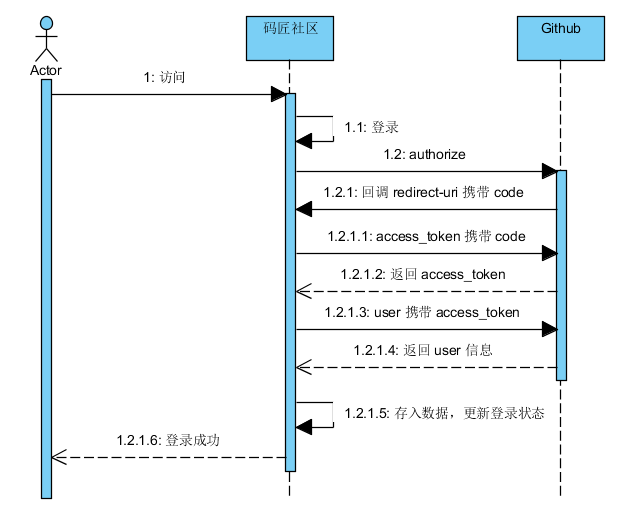 码匠社区
Github
Actor
1: 访问
1.1: 登录
1.2: authorize
1.2.1: 回调 redirect-uri 携带 code
1.2.1.1: access_token 携带 code
1.2.1.2: 返回 access_token
1.2.1.3: user 携带 access_token
1.2.1.4: 返回 user 信息
1.2.1.5: 存入数据，更新登录状态
1.2.1.6: 登录成功